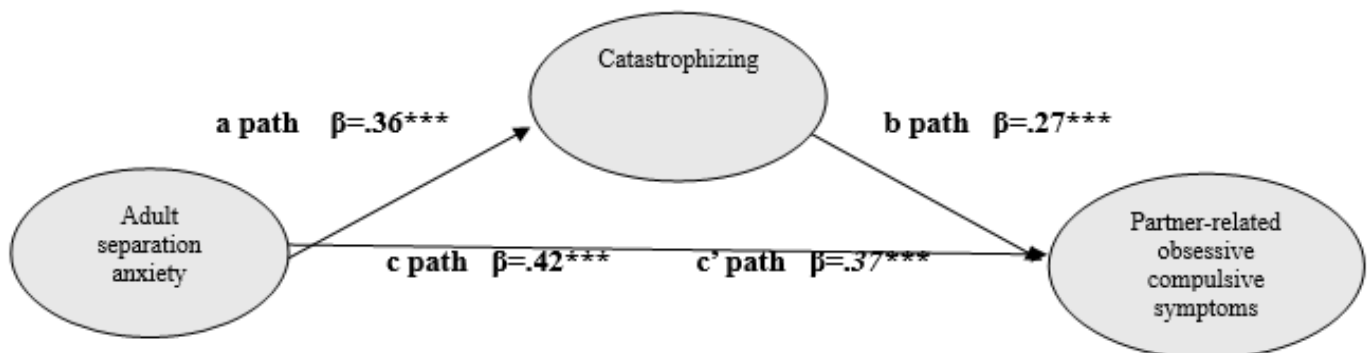 Catastrophizing
a path β=.36***
b path β=.27***
Adult
separation
anxiety
c path β=.42***
c’ path β=.37***
Partner-related
obsessive
compulsive
symptoms